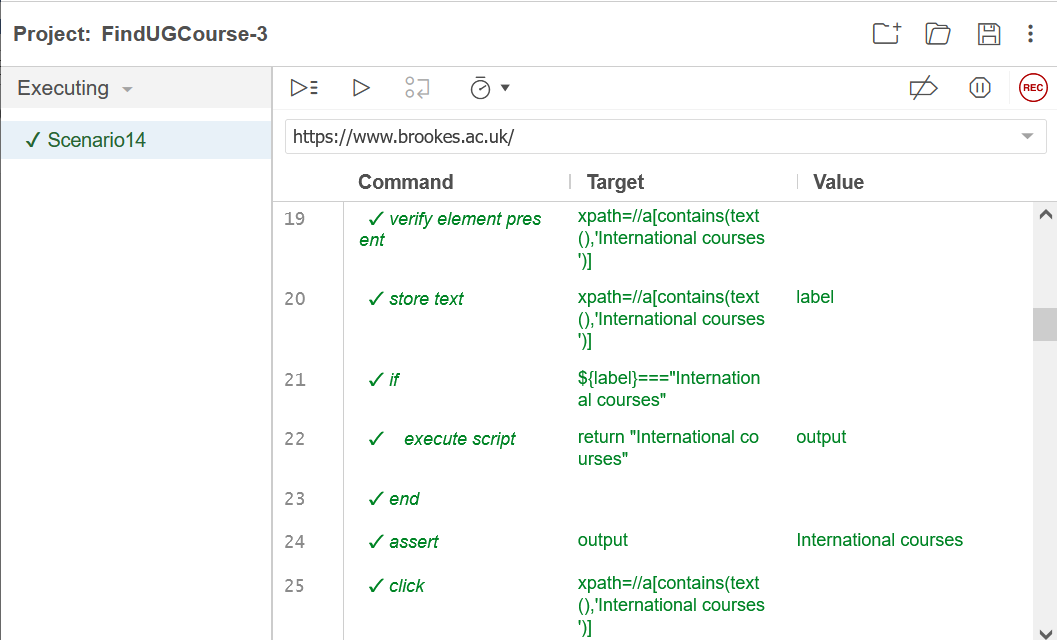 Project: FindUGCourse-3
Executing
REC
✓ Scenario14
https://www.brookes.ac.uk/
Command Target Value
19 ✓ verify element pres
ent
xpath=//a[contains(text
(),'International courses
')]
20 ✓ store text
xpath=//a[contains(text
(),'International courses
')]
label
21 ✓ if
${label}==="Internation
al courses"
22 ✓ execute script
return "International co
urses"
output
23 ✓ end
24 ✓ assert output International courses
25 ✓ click
xpath=//a[contains(text
(),'International courses
')]